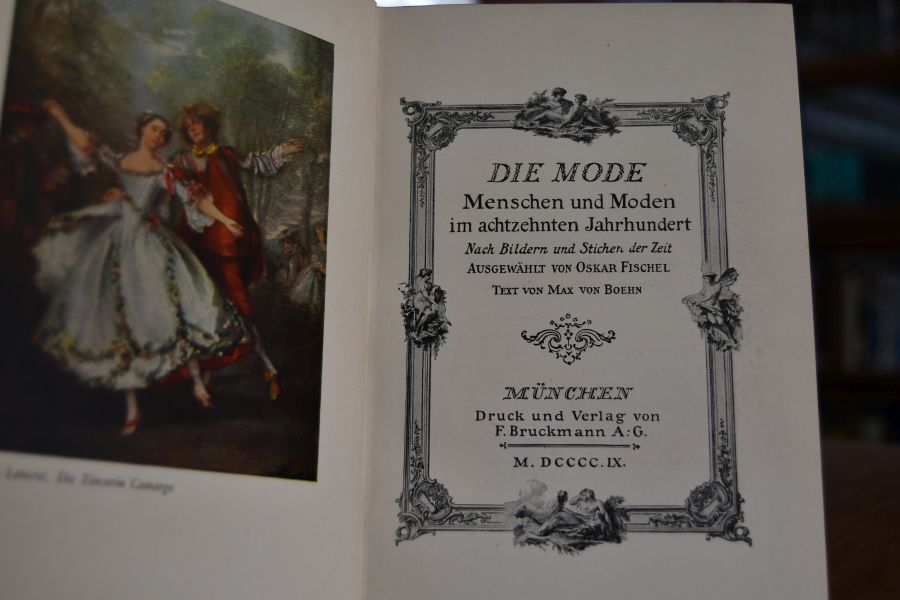 Lancret, Die Tänzerin Camargo
DIE MODE
Menschen und Moden
im achtzehnten Jahrhundert
Nach Bildern und Stichen der Zeit
AUSGEWÄHLT VON OSKAR FISCHEL
TEXT VON MAX VON BOEHN
MÜNCHEN
Druck und Verlag von
F. Bruckmann A:G.
M. DCCCC.IX.